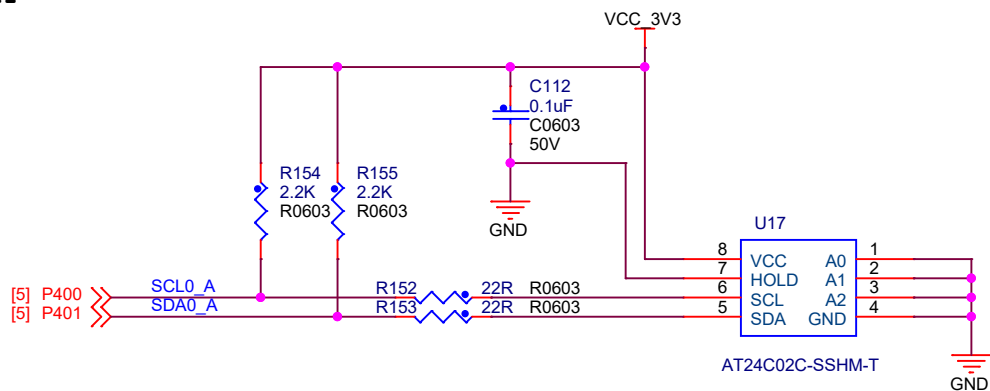 VCC_3V3
C112
0.1uF
C0603
50V
R154
2.2K
R0603
R155
2.2K
R0603
GND
U17
8 VCC A0 1
7 HOLD A1 2
6 SCL A2 3
5 SDA GND 4
[5] P400 SCL0_A R152 22R R0603
[5] P401 SDA0_A R153 22R R0603
AT24C02C-SSHM-T
GND